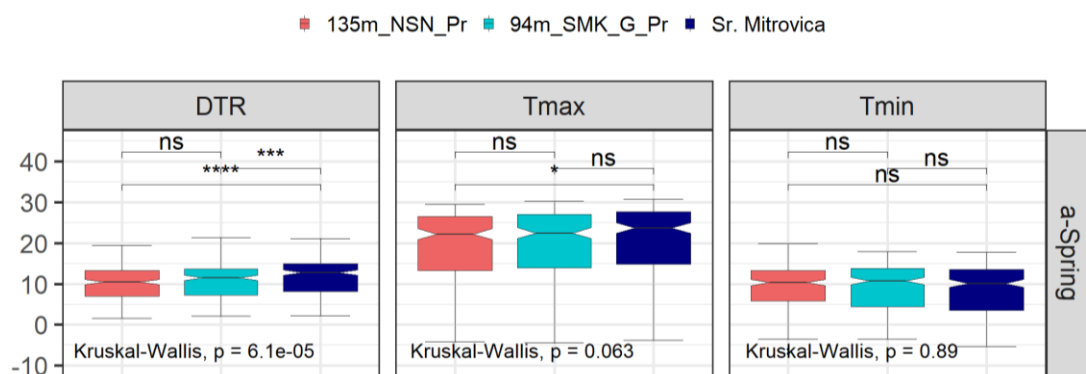 135m_NSN_Pr 94m_SMK_G_Pr Sr. Mitrovica
DTR Tmax Tmin
ns *** **** ns ns * ns ns ns
40
30
20
10
0
-10
a-Spring
Kruskal-Wallis, p = 6.1e-05 Kruskal-Wallis, p = 0.063 Kruskal-Wallis, p = 0.89